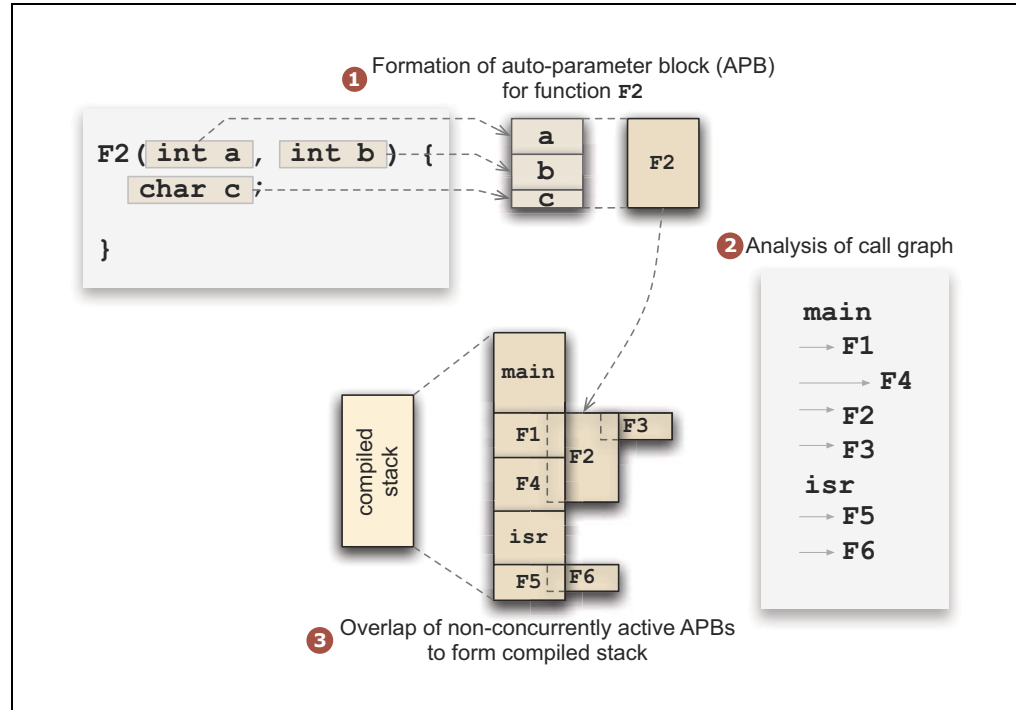 1 Formation of auto-parameter block (APB)
for function F2
F2(int a, int b) {
char c;
}
a
b
c
F2
2 Analysis of call graph
main
F1
F4
F2
F3
isr
F5
F6
compiled
stack
main
F1
F2
F3
F4
isr
F5
F6
3 Overlap of non-concurrently active APBs
to form compiled stack